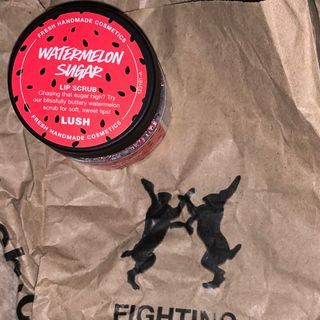 FRESH HANDMADE COSMETICS
WATERMELON
SUGAR
LIP SCRUB
Chasing that sugar high? Try
our blissfully buttery watermelon
scrub for soft, sweet lips!
LUSH
FRESH HANDMADE COSMETICS
FIGHTING